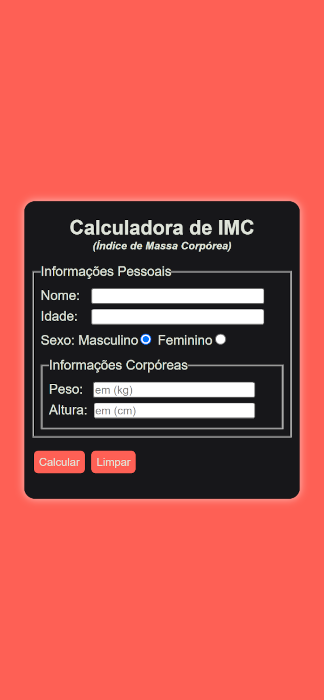 Calculadora de IMC
(Índice de Massa Corpórea)
Informações Pessoais
Nome:
Idade:
Sexo: Masculino Feminino
Informações Corpóreas
Peso: em (kg)
Altura: em (cm)
Calcular Limpar